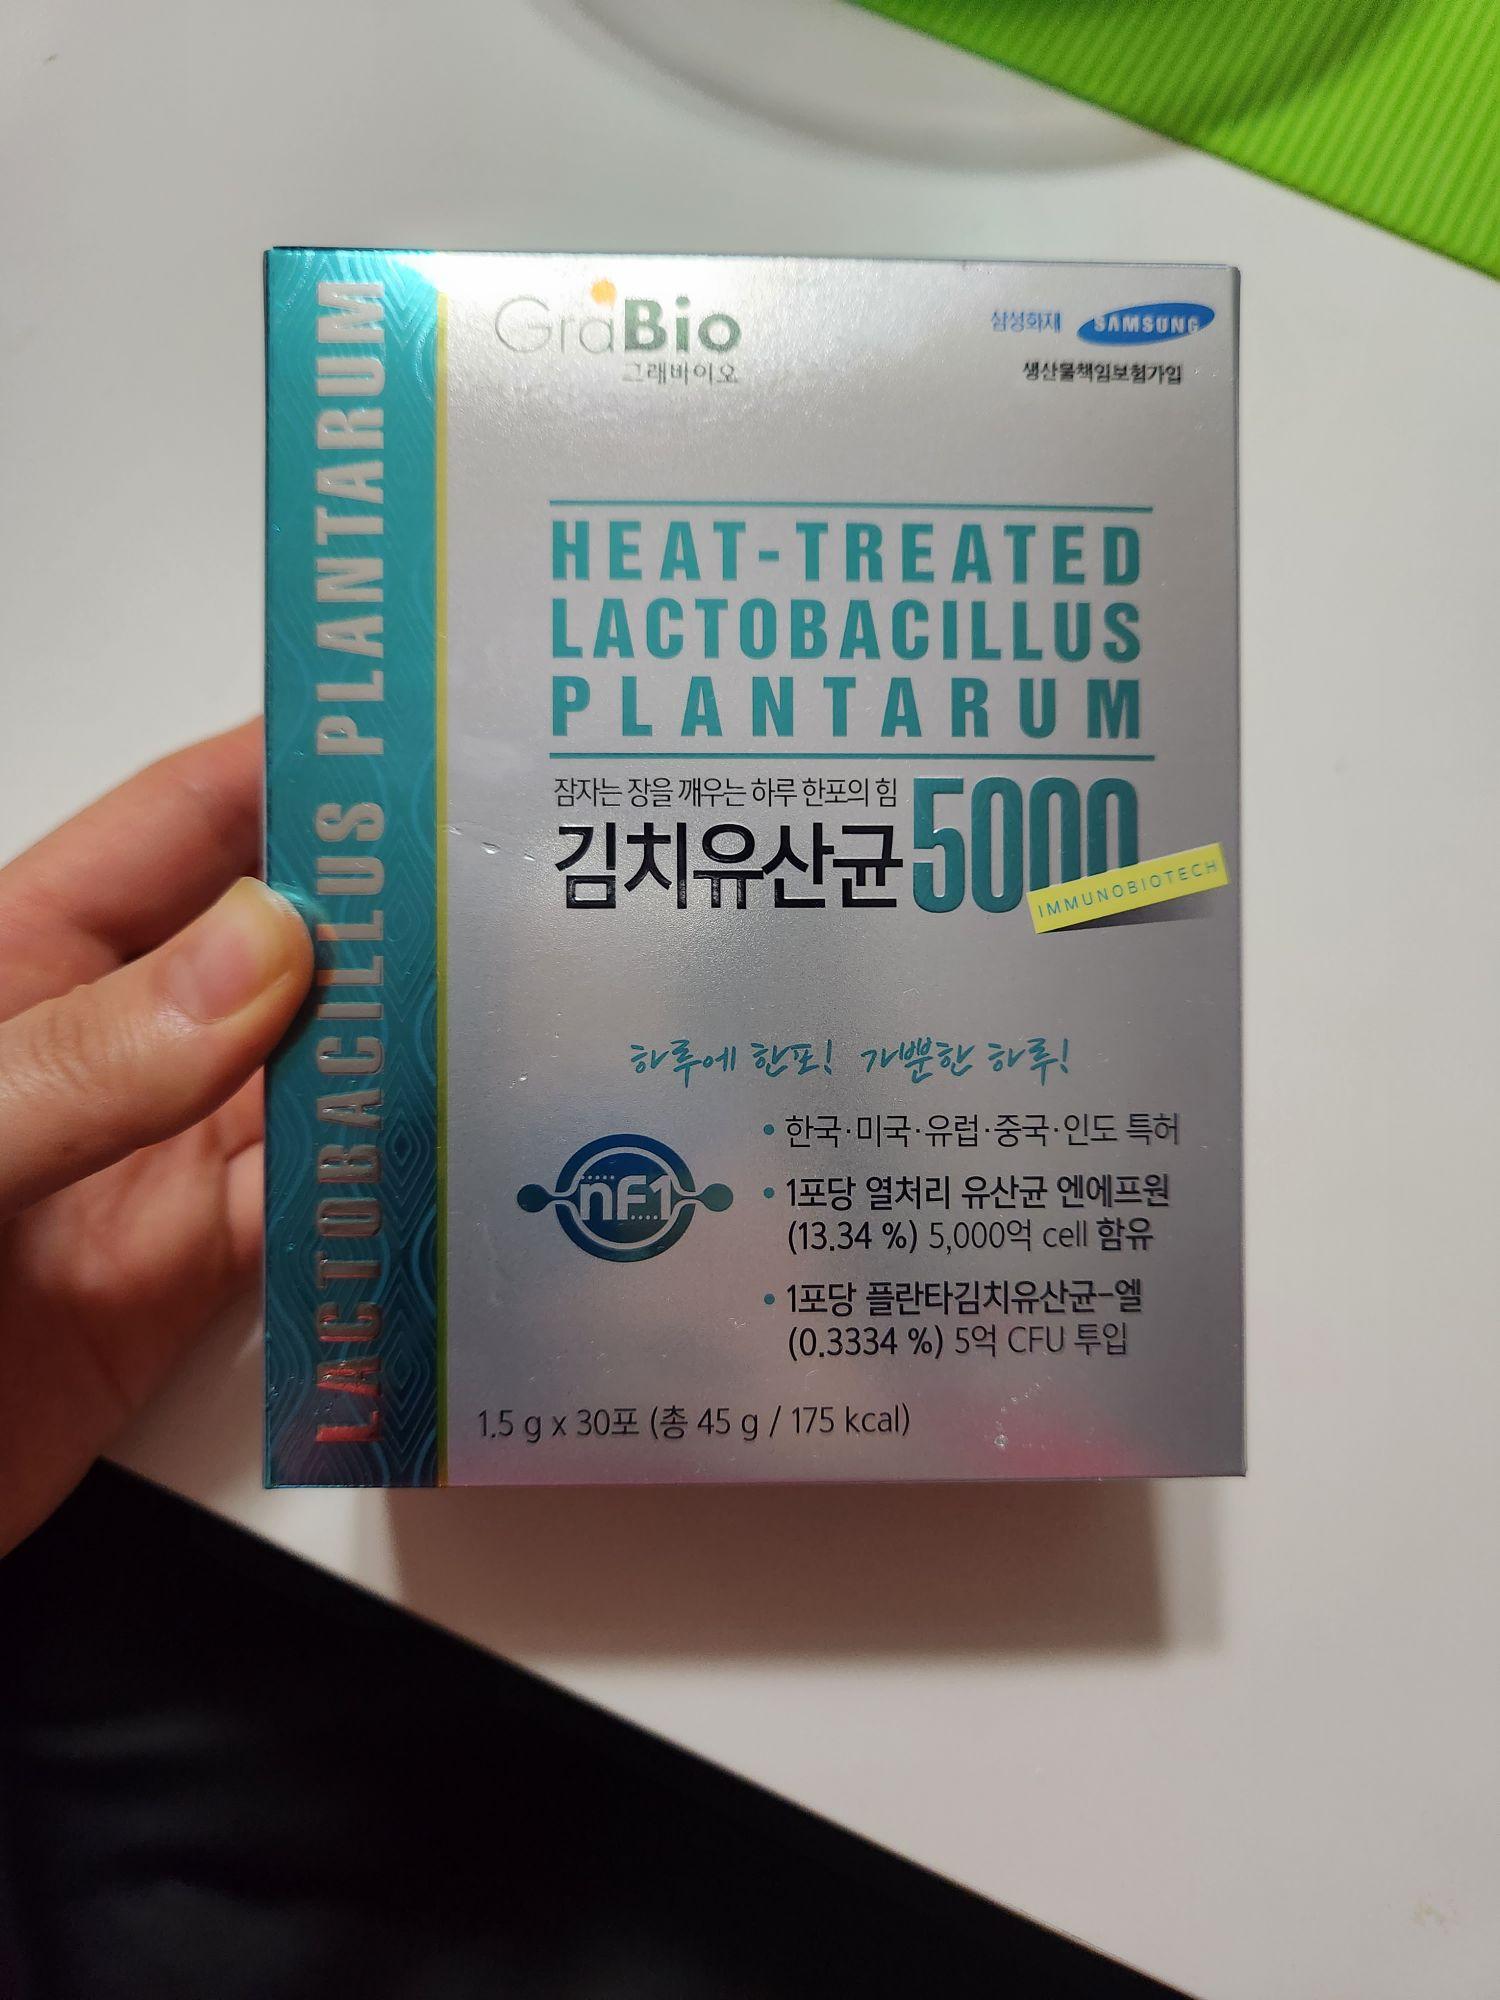 LACTOBACILLUS PLANTARUM
GraBio
그래바이오
삼성화재 SAMSUNG
생산물책임보험가입
HEAT-TREATED
LACTOBACILLUS
PLANTARUM
잠자는 장을 깨우는 하루 한포의 힘
김치유산균 5000
IMMUNOBIOTECH
하루에 한포! 가뿐한 하루!
nF1
• 한국·미국·유럽·중국·인도 특허
• 1포당 열처리 유산균 엔에프원
(13.34 %) 5,000억 cell 함유
• 1포당 플란타김치유산균-엘
(0.3334 %) 5억 CFU 투입
1.5 g x 30포 (총 45 g / 175 kcal)